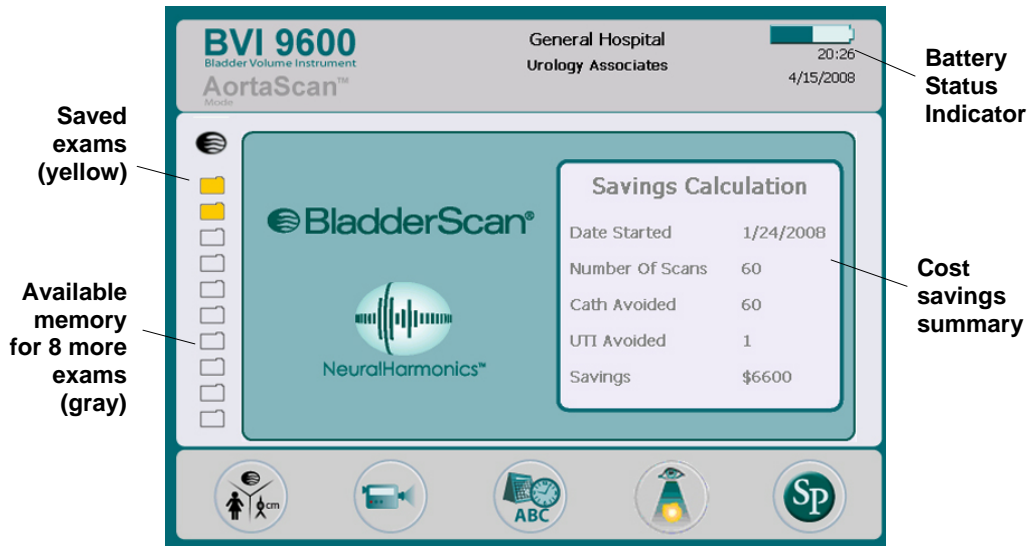 BVI 9600
Bladder Volume Instrument
AortaScan™
Mode
General Hospital
Urology Associates
20:26
4/15/2008
Battery
Status
Indicator
Saved
exams
(yellow)
Available
memory
for 8 more
exams
(gray)
BladderScan®
NeuralHarmonics™
Savings Calculation
Date Started 1/24/2008
Number Of Scans 60
Cath Avoided 60
UTI Avoided 1
Savings $6600
Cost
savings
summary
cm
ABC
SP